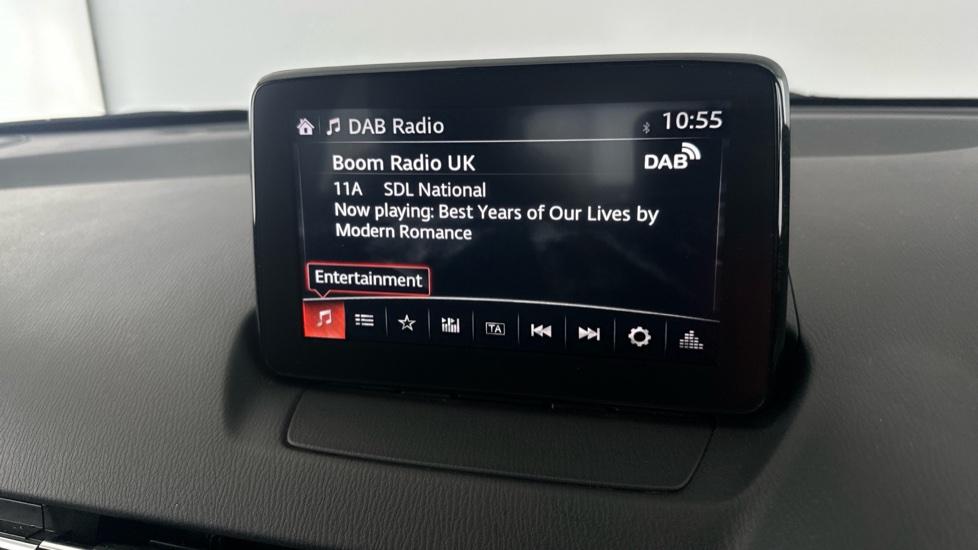 DAB Radio 10:55
Boom Radio UK DAB
11A SDL National
Now playing: Best Years of Our Lives by
Modern Romance
Entertainment
TA